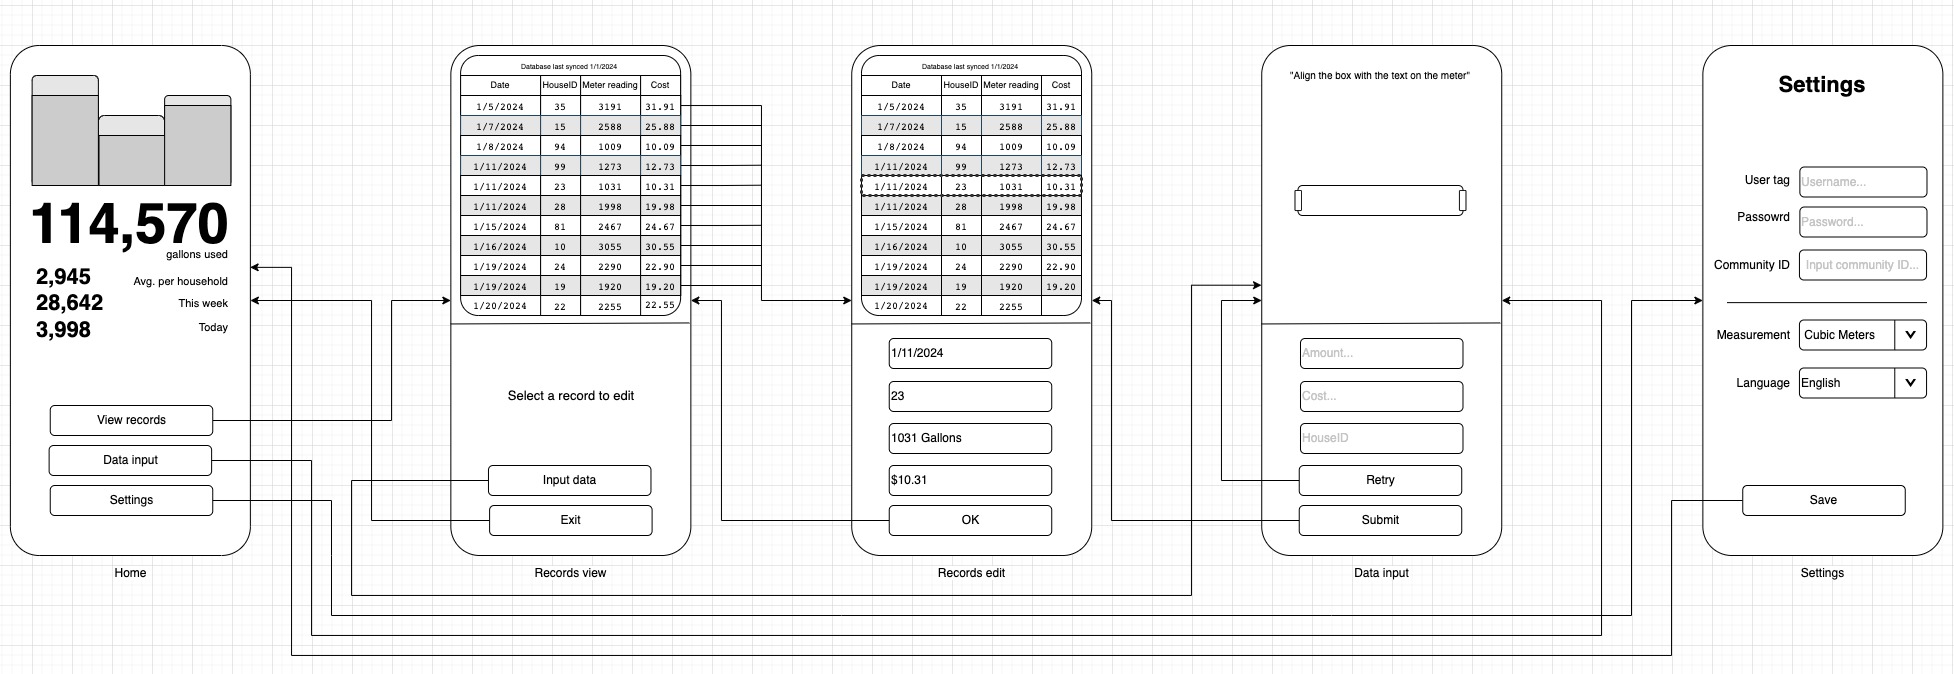 114,570
gallons used
2,945 Avg. per household
28,642 This week
3,998 Today
View records
Data input
Settings
Home
Database last synced 1/1/2024
Date HouseID Meter reading Cost
1/5/2024 35 3191 31.91
1/7/2024 15 2588 25.88
1/8/2024 94 1009 10.09
1/11/2024 99 1273 12.73
1/11/2024 23 1031 10.31
1/11/2024 28 1998 19.98
1/15/2024 81 2467 24.67
1/16/2024 10 3055 30.55
1/19/2024 24 2290 22.90
1/19/2024 19 1920 19.20
1/20/2024 22 2255 22.55
Select a record to edit
Input data
Exit
Records view
Database last synced 1/1/2024
Date HouseID Meter reading Cost
1/5/2024 35 3191 31.91
1/7/2024 15 2588 25.88
1/8/2024 94 1009 10.09
1/11/2024 99 1273 12.73
1/11/2024 23 1031 10.31
1/11/2024 28 1998 19.98
1/15/2024 81 2467 24.67
1/16/2024 10 3055 30.55
1/19/2024 24 2290 22.90
1/19/2024 19 1920 19.20
1/20/2024 22 2255
1/11/2024
23
1031 Gallons
$10.31
OK
Records edit
"Align the box with the text on the meter"
Amount...
Cost...
HouseID
Retry
Submit
Data input
Settings
User tag Username...
Passowrd Password...
Community ID Input community ID...
Measurement Cubic Meters
Language English
Save
Settings